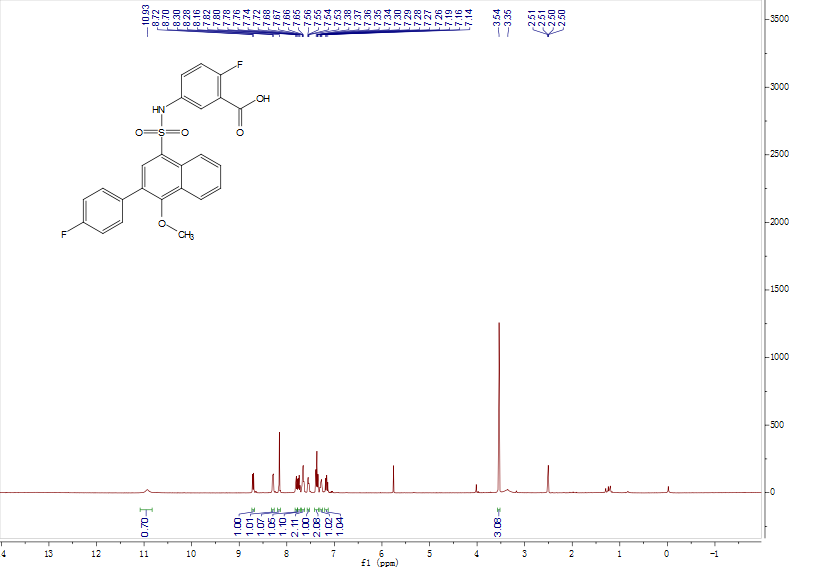 10.93 8.72 8.70 8.30 8.28 8.16 7.82 7.80 7.78 7.76 7.74 7.72 7.68 7.67 7.66 7.65 7.56 7.55 7.54 7.53 7.38 7.37 7.36 7.35 7.34 7.30 7.29 7.28 7.27 7.26 7.19 7.16 7.14 3.54 3.35 2.51 2.51 2.50 2.50
3500
3000
2500
2000
1500
1000
500
0
F
HN
OH
O
O S O
F
O
CH3
0.70 1.00 1.01 1.07 1.05 1.10 2.11 1.00 2.08 1.02 1.04 3.08
4 13 12 11 10 9 8 7 6 5 4 3 2 1 0 -1
f1 (ppm)